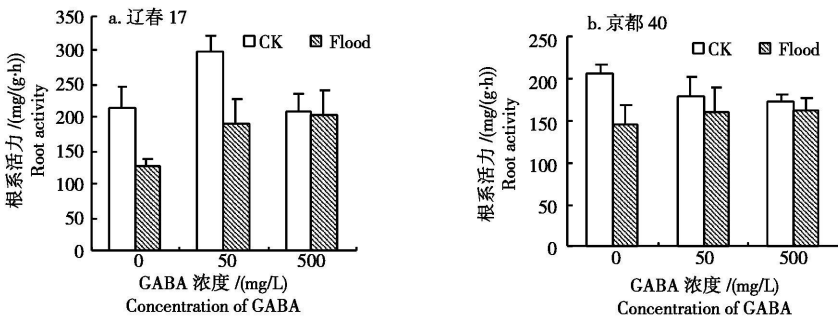 a. 辽春 17
350
300
250
200
150
100
50
0
根系活力 /(mg/(g·h))
Root activity
CK
Flood
0
50
500
GABA 浓度 /(mg/L)
Concentration of GABA
b. 京都 40
250
200
150
100
50
0
根系活力 /(mg/(g·h))
Root activity
CK
Flood
0
50
500
GABA 浓度 /(mg/L)
Concentration of GABA